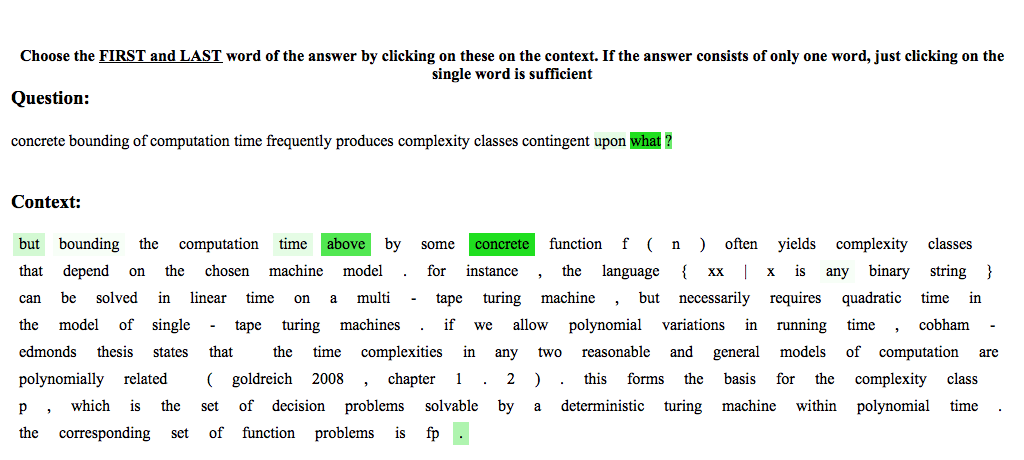 Choose the FIRST and LAST word of the answer by clicking on these on the context. If the answer consists of only one word, just clicking on the
single word is sufficient
Question:
concrete bounding of computation time frequently produces complexity classes contingent upon what ?
Context:
but bounding the computation time above by some concrete function f ( n ) often yields complexity classes
that depend on the chosen machine model . for instance , the language { xx | x is any binary string }
can be solved in linear time on a multi - tape turing machine , but necessarily requires quadratic time in
the model of single - tape turing machines . if we allow polynomial variations in running time , cobham -
edmonds thesis states that the time complexities in any two reasonable and general models of computation are
polynomially related ( goldreich 2008 , chapter 1 . 2 ) . this forms the basis for the complexity class
p , which is the set of decision problems solvable by a deterministic turing machine within polynomial time .
the corresponding set of function problems is fp .